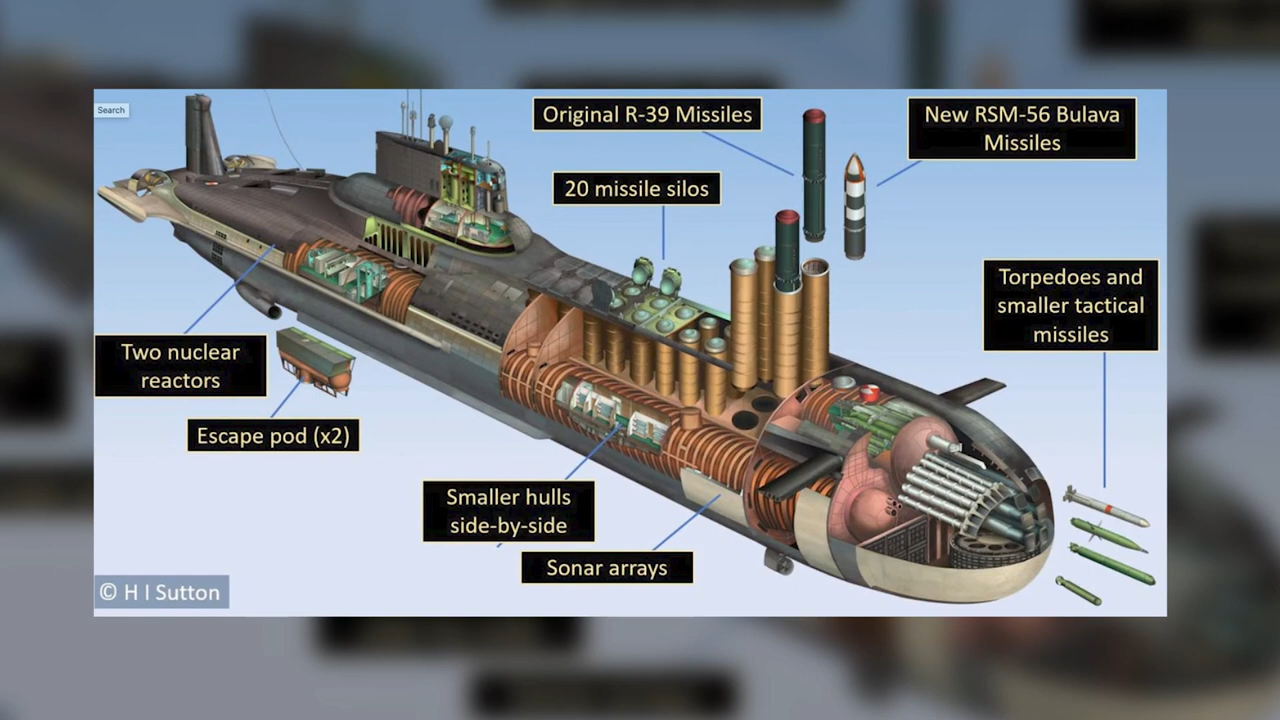 Search
Original R-39 Missiles
New RSM-56 Bulava
Missiles
20 missile silos
Torpedoes and
smaller tactical
missiles
Two nuclear
reactors
Escape pod (x2)
Smaller hulls
side-by-side
Sonar arrays
© H I Sutton